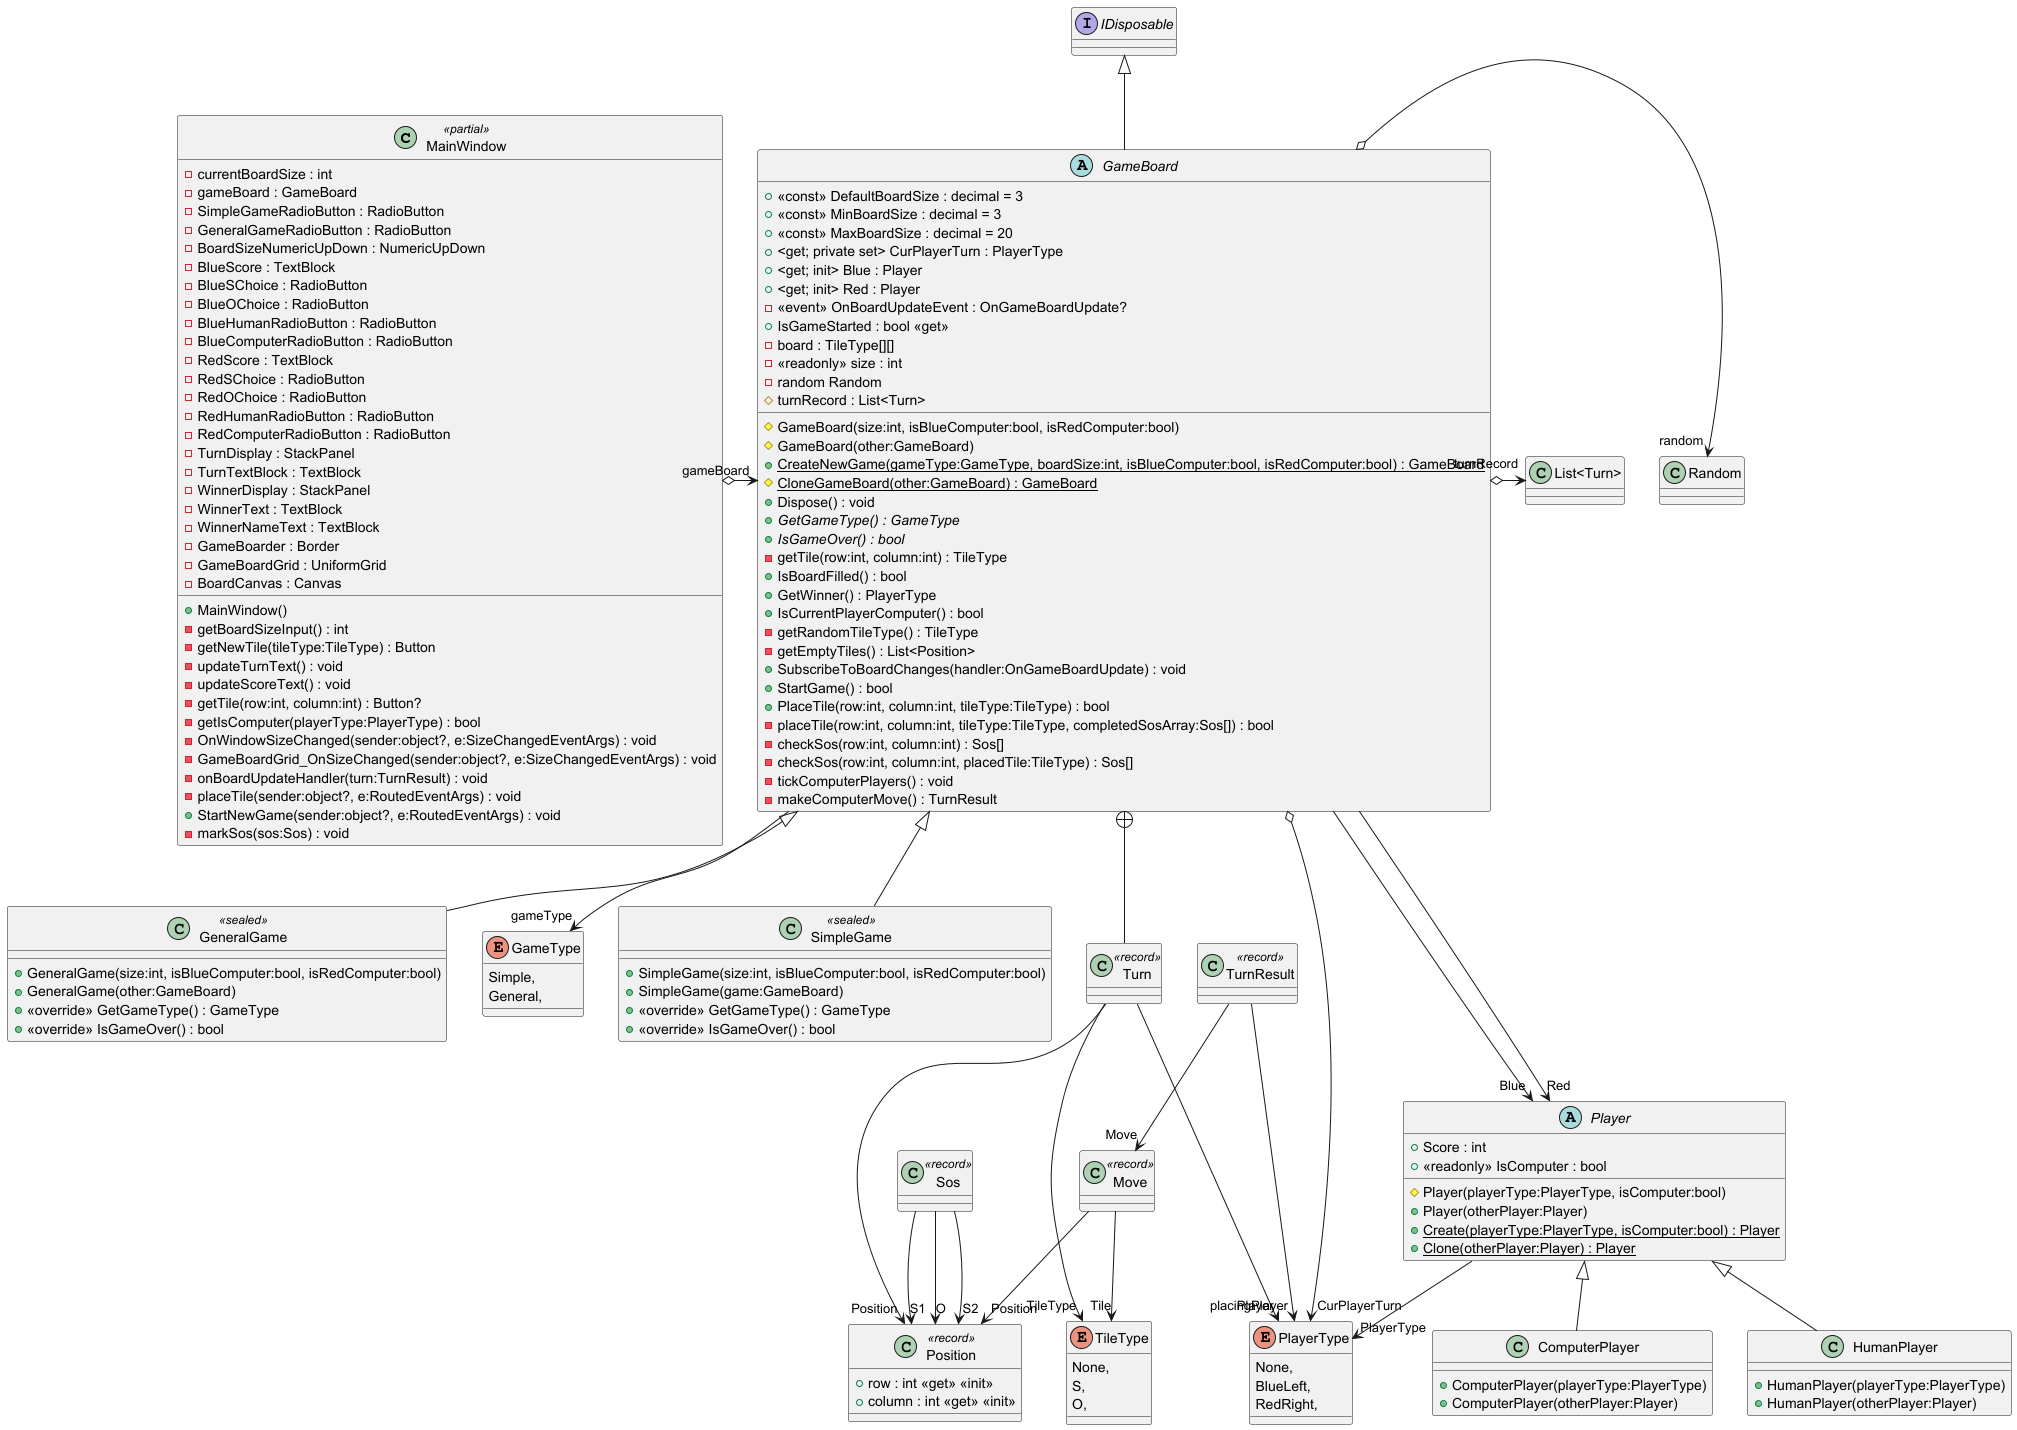 I IDisposable
«partial»
C MainWindow
currentBoardSize : int
gameBoard : GameBoard
SimpleGameRadioButton : RadioButton
GeneralGameRadioButton : RadioButton
BoardSizeNumericUpDown : NumericUpDown
BlueScore : TextBlock
BlueSChoice : RadioButton
BlueOChoice : RadioButton
BlueHumanRadioButton : RadioButton
BlueComputerRadioButton : RadioButton
RedScore : TextBlock
RedSChoice : RadioButton
RedOChoice : RadioButton
RedHumanRadioButton : RadioButton
RedComputerRadioButton : RadioButton
TurnDisplay : StackPanel
TurnTextBlock : TextBlock
WinnerDisplay : StackPanel
WinnerText : TextBlock
WinnerNameText : TextBlock
GameBoarder : Border
GameBoardGrid : UniformGrid
BoardCanvas : Canvas
MainWindow()
getBoardSizeInput() : int
getNewTile(tileType:TileType) : Button
updateTurnText() : void
updateScoreText() : void
getTile(row:int, column:int) : Button?
getIsComputer(playerType:PlayerType) : bool
OnWindowSizeChanged(sender:object?, e:SizeChangedEventArgs) : void
GameBoardGrid_OnSizeChanged(sender:object?, e:SizeChangedEventArgs) : void
onBoardUpdateHandler(turn:TurnResult) : void
placeTile(sender:object?, e:RoutedEventArgs) : void
StartNewGame(sender:object?, e:RoutedEventArgs) : void
markSos(sos:Sos) : void
gameBoard
A GameBoard
«const» DefaultBoardSize : decimal = 3
«const» MinBoardSize : decimal = 3
«const» MaxBoardSize : decimal = 20
<get; private set> CurPlayerTurn : PlayerType
<get; init> Blue : Player
<get; init> Red : Player
«event» OnBoardUpdateEvent : OnGameBoardUpdate?
IsGameStarted : bool «get»
board : TileType[][]
«readonly» size : int
random Random
turnRecord : List<Turn>
GameBoard(size:int, isBlueComputer:bool, isRedComputer:bool)
GameBoard(other:GameBoard)
CreateNewGame(gameType:GameType, boardSize:int, isBlueComputer:bool, isRedComputer:bool) : GameBoard
CloneGameBoard(other:GameBoard) : GameBoard
Dispose() : void
GetGameType() : GameType
IsGameOver() : bool
getTile(row:int, column:int) : TileType
IsBoardFilled() : bool
GetWinner() : PlayerType
IsCurrentPlayerComputer() : bool
getRandomTileType() : TileType
getEmptyTiles() : List<Position>
SubscribeToBoardChanges(handler:OnGameBoardUpdate) : void
StartGame() : bool
PlaceTile(row:int, column:int, tileType:TileType) : bool
placeTile(row:int, column:int, tileType:TileType, completedSosArray:Sos[]) : bool
checkSos(row:int, column:int) : Sos[]
checkSos(row:int, column:int, placedTile:TileType) : Sos[]
tickComputerPlayers() : void
makeComputerMove() : TurnResult
turnRecord
C List<Turn>
random
C Random
«sealed»
C GeneralGame
GeneralGame(size:int, isBlueComputer:bool, isRedComputer:bool)
GeneralGame(other:GameBoard)
«override» GetGameType() : GameType
«override» IsGameOver() : bool
gameType
E GameType
Simple,
General,
«sealed»
C SimpleGame
SimpleGame(size:int, isBlueComputer:bool, isRedComputer:bool)
SimpleGame(game:GameBoard)
«override» GetGameType() : GameType
«override» IsGameOver() : bool
«record»
C Turn
«record»
C TurnResult
Blue
Red
A Player
Score : int
«readonly» IsComputer : bool
Player(playerType:PlayerType, isComputer:bool)
Player(otherPlayer:Player)
Create(playerType:PlayerType, isComputer:bool) : Player
Clone(otherPlayer:Player) : Player
«record»
C Sos
Move
«record»
C Move
Position
S1
O
S2
Position
TileType
Tile
Player
CurPlayerTurn
PlayerType
«record»
C Position
row : int «get» «init»
column : int «get» «init»
E TileType
None,
S,
O,
E PlayerType
None,
BlueLeft,
RedRight,
C ComputerPlayer
ComputerPlayer(playerType:PlayerType)
ComputerPlayer(otherPlayer:Player)
C HumanPlayer
HumanPlayer(playerType:PlayerType)
HumanPlayer(otherPlayer:Player)